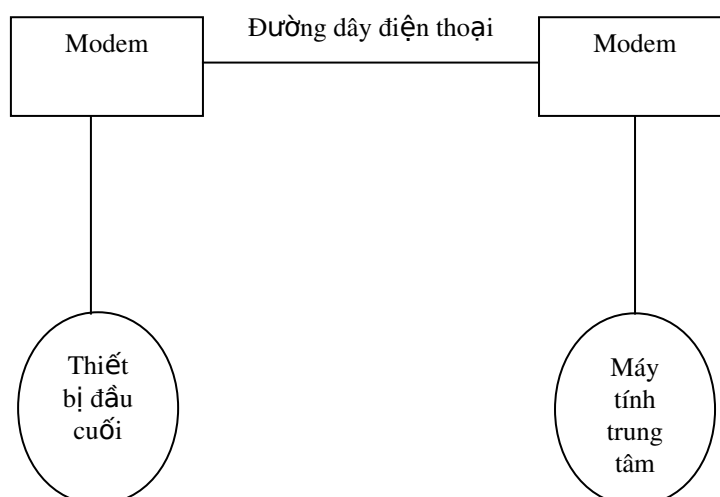 Modem
Đường dây điện thoại
Modem
Thiết
bị đầu
cuối
Máy
tính
trung
tâm